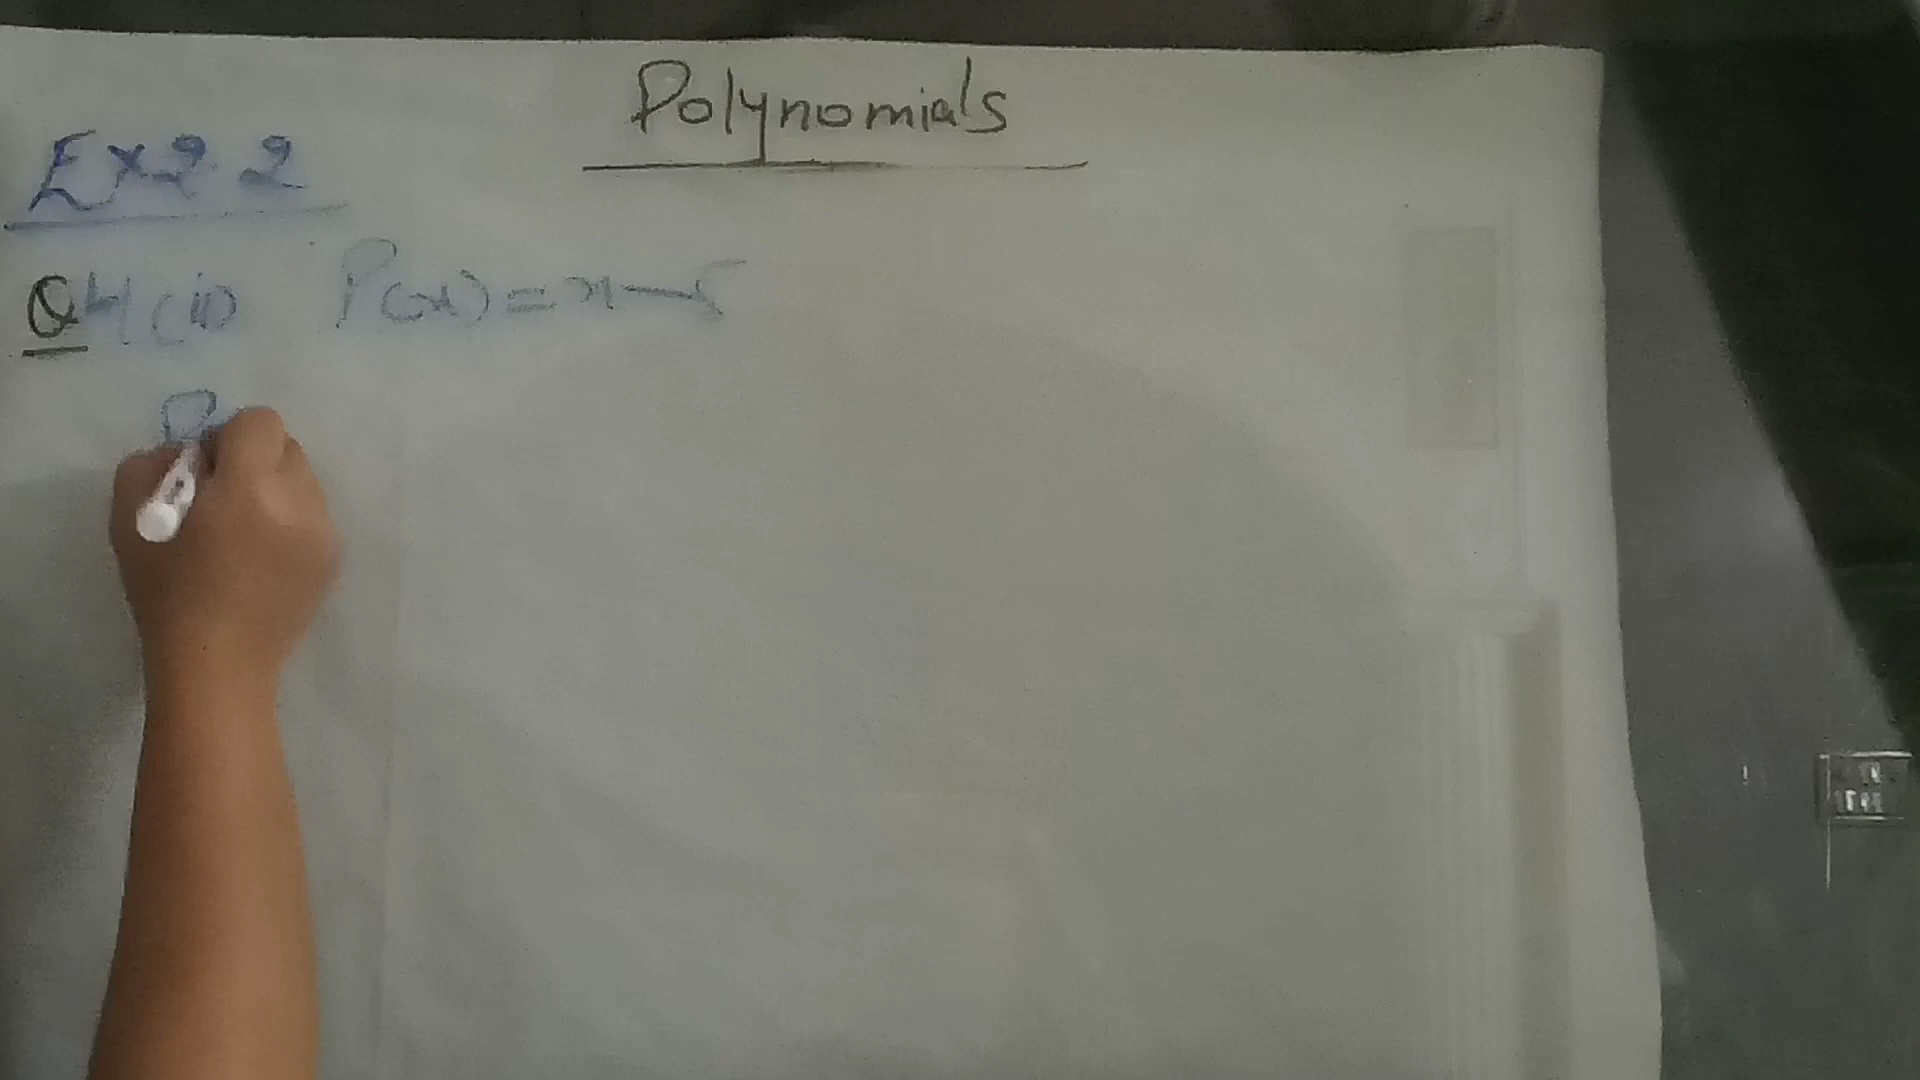 Polynomials
Ex 2.2
Q4 (ii) P(x) = x - 5
P